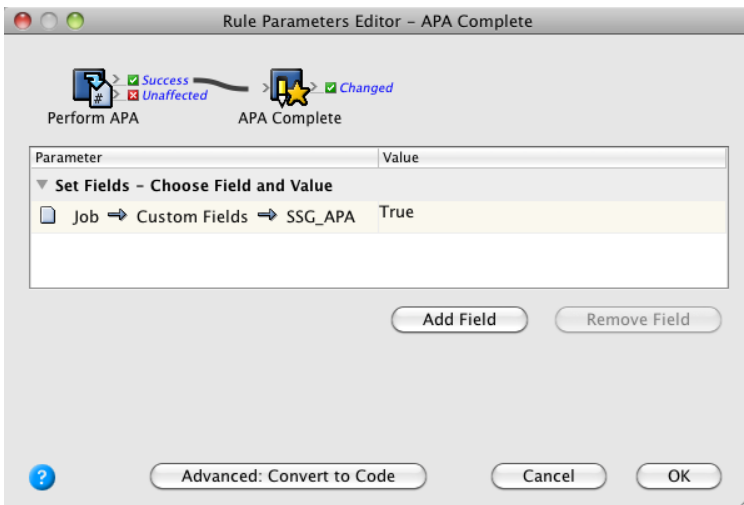 Rule Parameters Editor – APA Complete
Success
Unaffected
Changed
#
Perform APA
APA Complete
Parameter Value
Set Fields – Choose Field and Value
Job ⇒ Custom Fields ⇒ SSG_APA True
Add Field Remove Field
? Advanced: Convert to Code Cancel OK